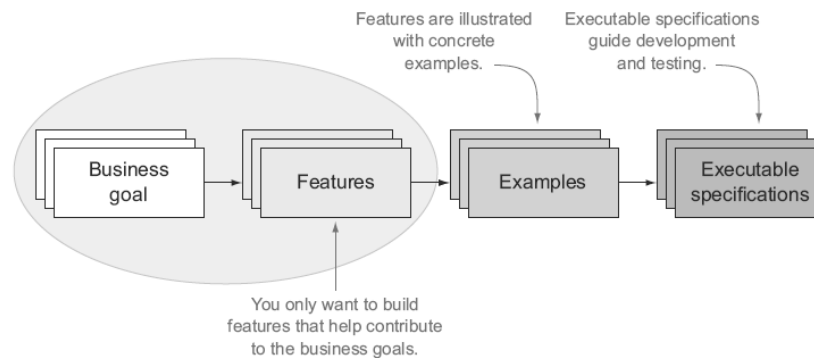 Features are illustrated
with concrete
examples.
Executable specifications
guide development
and testing.
Business
goal
Features
Examples
Executable
specifications
You only want to build
features that help contribute
to the business goals.